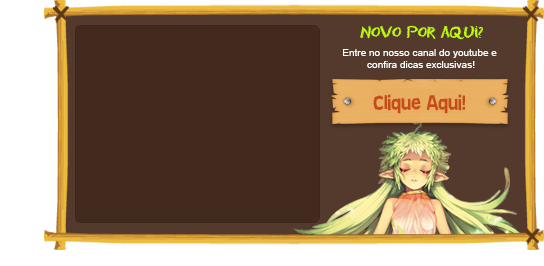 NOVO POR AQUI?
Entre no nosso canal do youtube e
confira dicas exclusivas!
Clique Aqui!